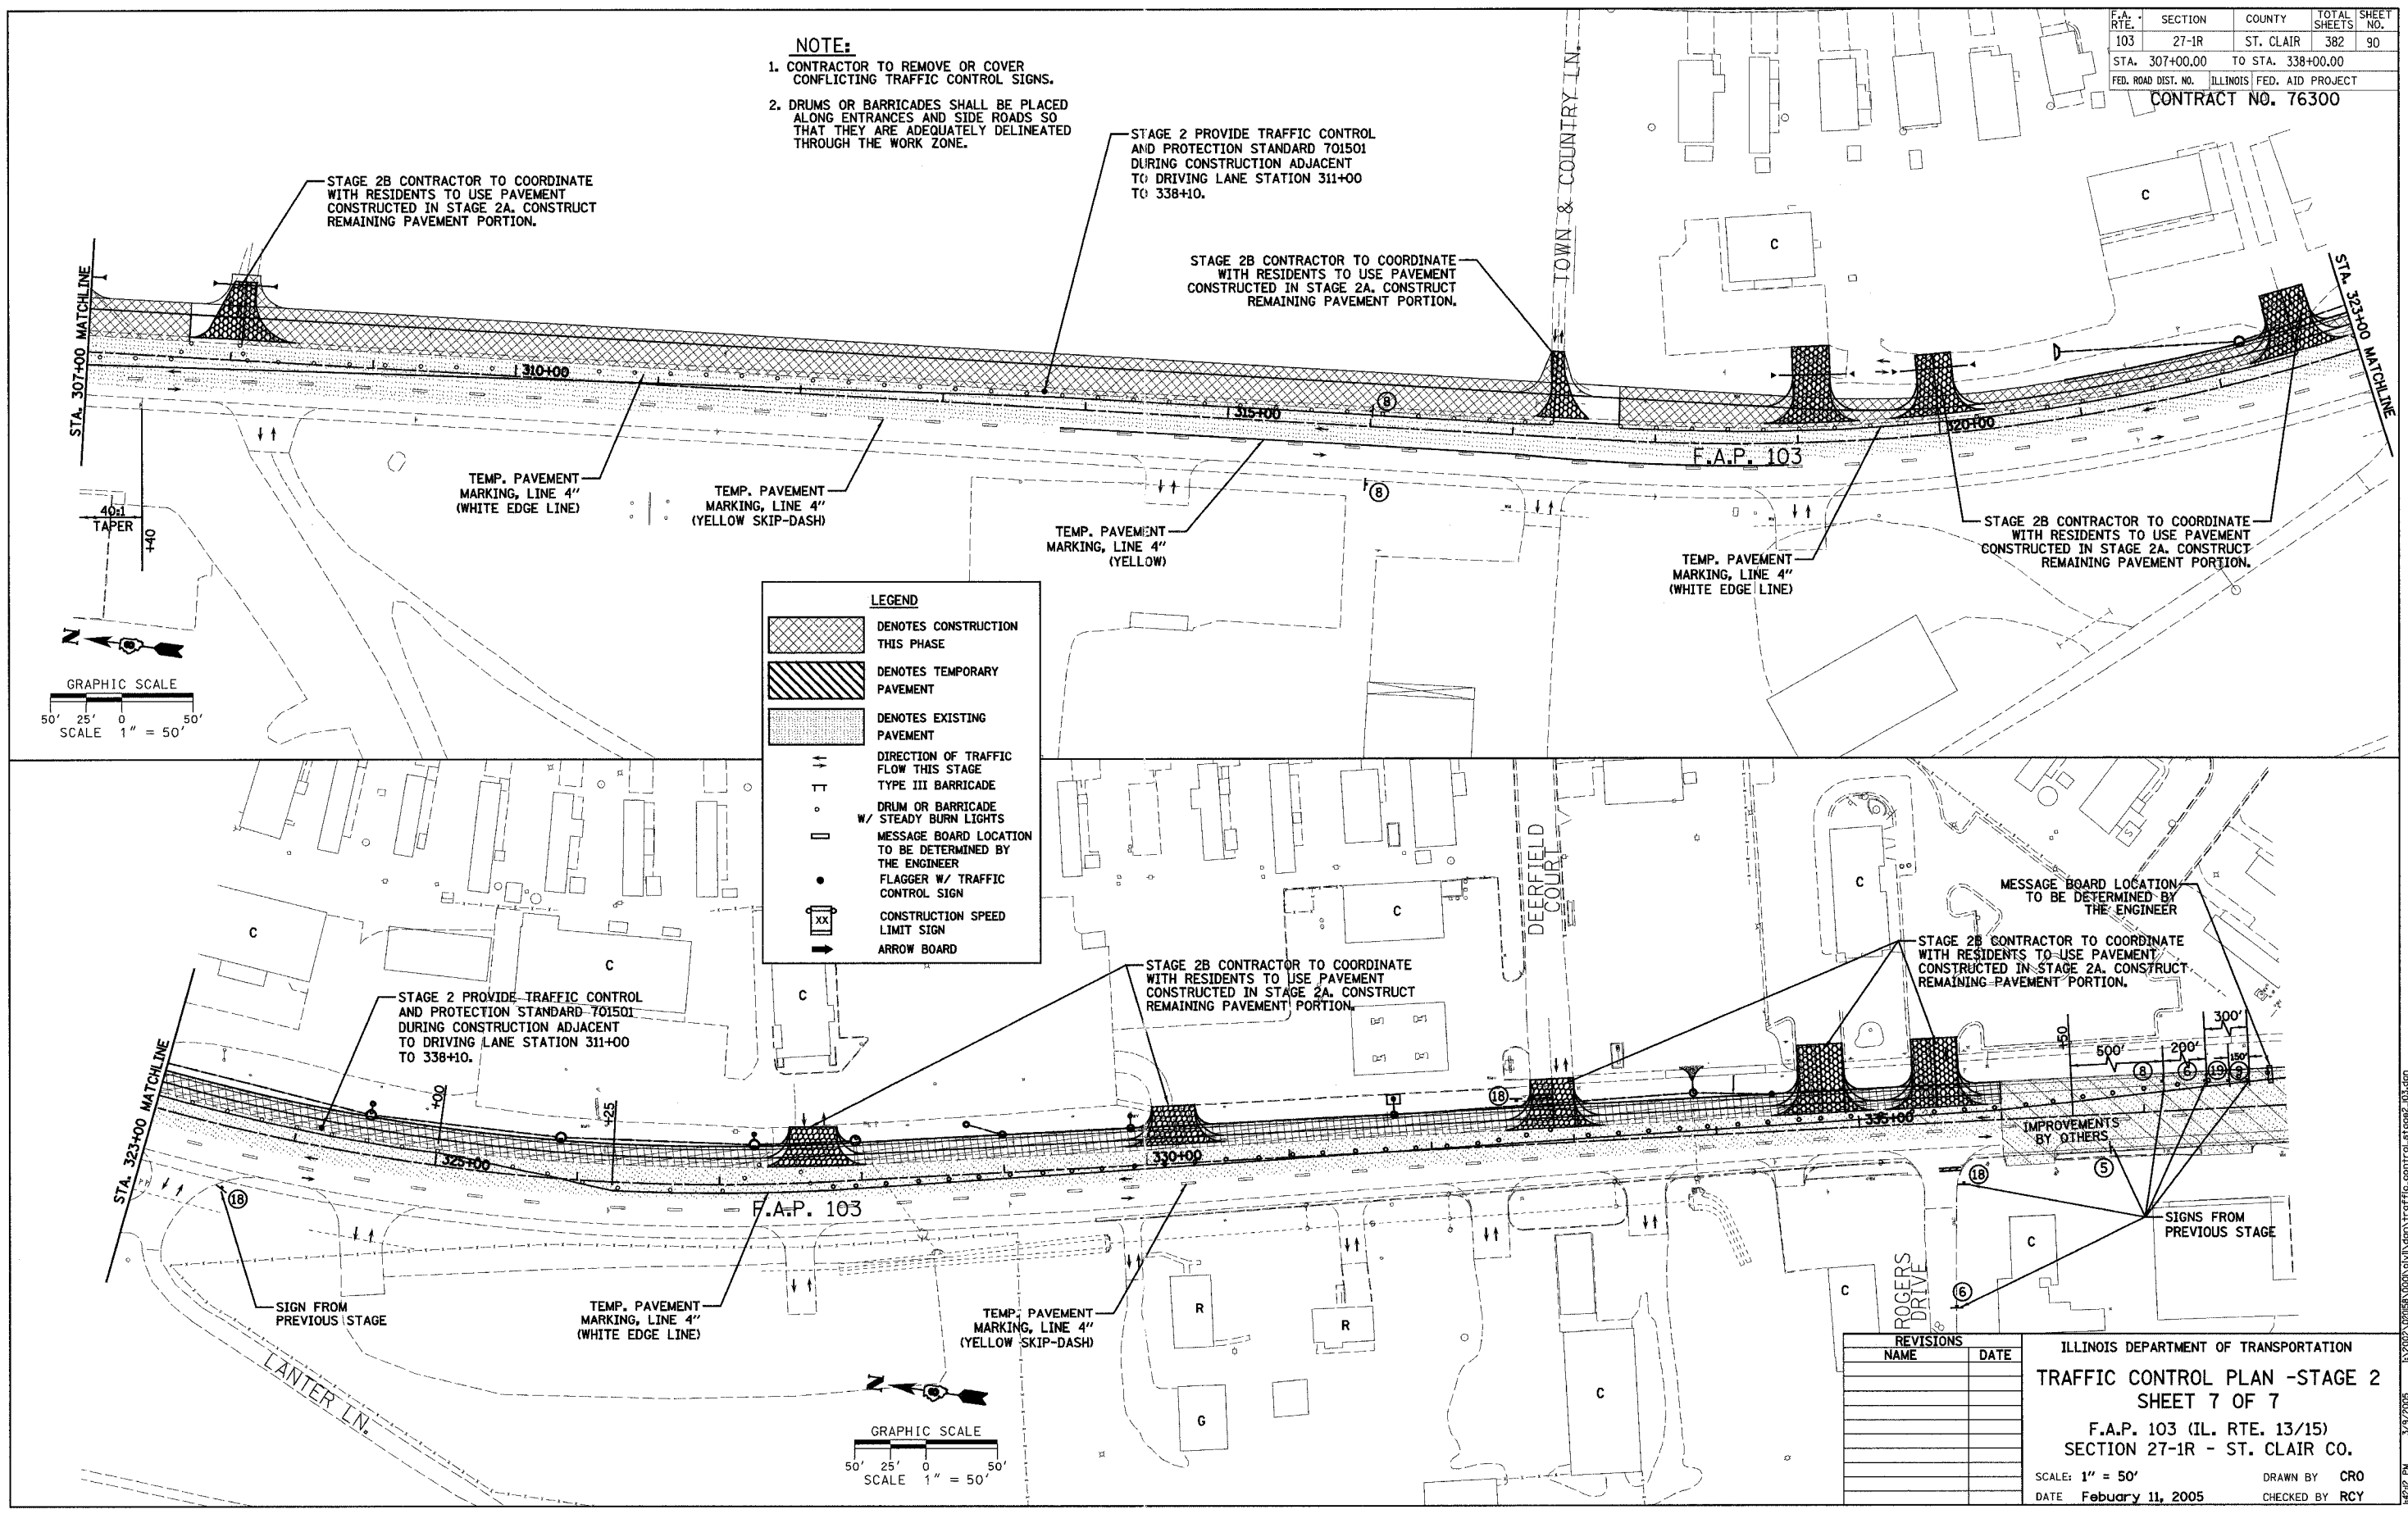 F.A. RTE. SECTION COUNTY TOTAL SHEETS SHEET NO.
103 27-1R ST. CLAIR 382 90
STA. 307+00.00 TO STA. 338+00.00
FED. ROAD DIST. NO. ILLINOIS FED. AID PROJECT
CONTRACT NO. 76300
NOTE:
1. CONTRACTOR TO REMOVE OR COVER
CONFLICTING TRAFFIC CONTROL SIGNS.
2. DRUMS OR BARRICADES SHALL BE PLACED
ALONG ENTRANCES AND SIDE ROADS SO
THAT THEY ARE ADEQUATELY DELINEATED
THROUGH THE WORK ZONE.
STAGE 2B CONTRACTOR TO COORDINATE
WITH RESIDENTS TO USE PAVEMENT
CONSTRUCTED IN STAGE 2A. CONSTRUCT
REMAINING PAVEMENT PORTION.
STAGE 2 PROVIDE TRAFFIC CONTROL
AND PROTECTION STANDARD 701501
DURING CONSTRUCTION ADJACENT
TO DRIVING LANE STATION 311+00
TO 338+10.
STAGE 2B CONTRACTOR TO COORDINATE
WITH RESIDENTS TO USE PAVEMENT
CONSTRUCTED IN STAGE 2A. CONSTRUCT
REMAINING PAVEMENT PORTION.
TOWN & COUNTRY LN.
C
C
STA. 307+00 MATCHLINE
STA. 323+00 MATCHLINE
310+00
315+00
320+00
8
8
F.A.P. 103
40:1
TAPER
+40
TEMP. PAVEMENT
MARKING, LINE 4"
(WHITE EDGE LINE)
TEMP. PAVEMENT
MARKING, LINE 4"
(YELLOW SKIP-DASH)
TEMP. PAVEMENT
MARKING, LINE 4"
(YELLOW)
TEMP. PAVEMENT
MARKING, LINE 4"
(WHITE EDGE LINE)
STAGE 2B CONTRACTOR TO COORDINATE
WITH RESIDENTS TO USE PAVEMENT
CONSTRUCTED IN STAGE 2A. CONSTRUCT
REMAINING PAVEMENT PORTION.
N
GRAPHIC SCALE
50' 25' 0 50'
SCALE 1" = 50'
LEGEND
DENOTES CONSTRUCTION
THIS PHASE
DENOTES TEMPORARY
PAVEMENT
DENOTES EXISTING
PAVEMENT
DIRECTION OF TRAFFIC
FLOW THIS STAGE
TYPE III BARRICADE
DRUM OR BARRICADE
W/ STEADY BURN LIGHTS
MESSAGE BOARD LOCATION
TO BE DETERMINED BY
THE ENGINEER
FLAGGER W/ TRAFFIC
CONTROL SIGN
XX
CONSTRUCTION SPEED
LIMIT SIGN
ARROW BOARD
C
C
C
C
C
S
DEERFIELD
COURT
MESSAGE BOARD LOCATION
TO BE DETERMINED BY
THE ENGINEER
STAGE 2 PROVIDE TRAFFIC CONTROL
AND PROTECTION STANDARD 701501
DURING CONSTRUCTION ADJACENT
TO DRIVING LANE STATION 311+00
TO 338+10.
STAGE 2B CONTRACTOR TO COORDINATE
WITH RESIDENTS TO USE PAVEMENT
CONSTRUCTED IN STAGE 2A. CONSTRUCT
REMAINING PAVEMENT PORTION.
STAGE 2B CONTRACTOR TO COORDINATE
WITH RESIDENTS TO USE PAVEMENT
CONSTRUCTED IN STAGE 2A. CONSTRUCT
REMAINING PAVEMENT PORTION.
STA. 323+00 MATCHLINE
+00
+25
+50
500'
200'
300'
150'
8
6
19
9
18
325+00
330+00
335+00
F.A.P. 103
IMPROVEMENTS
BY OTHERS
18
18
5
6
SIGNS FROM
PREVIOUS STAGE
SIGN FROM
PREVIOUS STAGE
LANTER LN.
TEMP. PAVEMENT
MARKING, LINE 4"
(WHITE EDGE LINE)
TEMP. PAVEMENT
MARKING, LINE 4"
(YELLOW SKIP-DASH)
R
R
G
C
C
C
ROGERS
DRIVE
N
GRAPHIC SCALE
50' 25' 0 50'
SCALE 1" = 50'
REVISIONS
NAME DATE
ILLINOIS DEPARTMENT OF TRANSPORTATION
TRAFFIC CONTROL PLAN -STAGE 2
SHEET 7 OF 7
F.A.P. 103 (IL. RTE. 13/15)
SECTION 27-1R - ST. CLAIR CO.
SCALE: 1" = 50' DRAWN BY CRO
DATE Febuary 11, 2005 CHECKED BY RCY